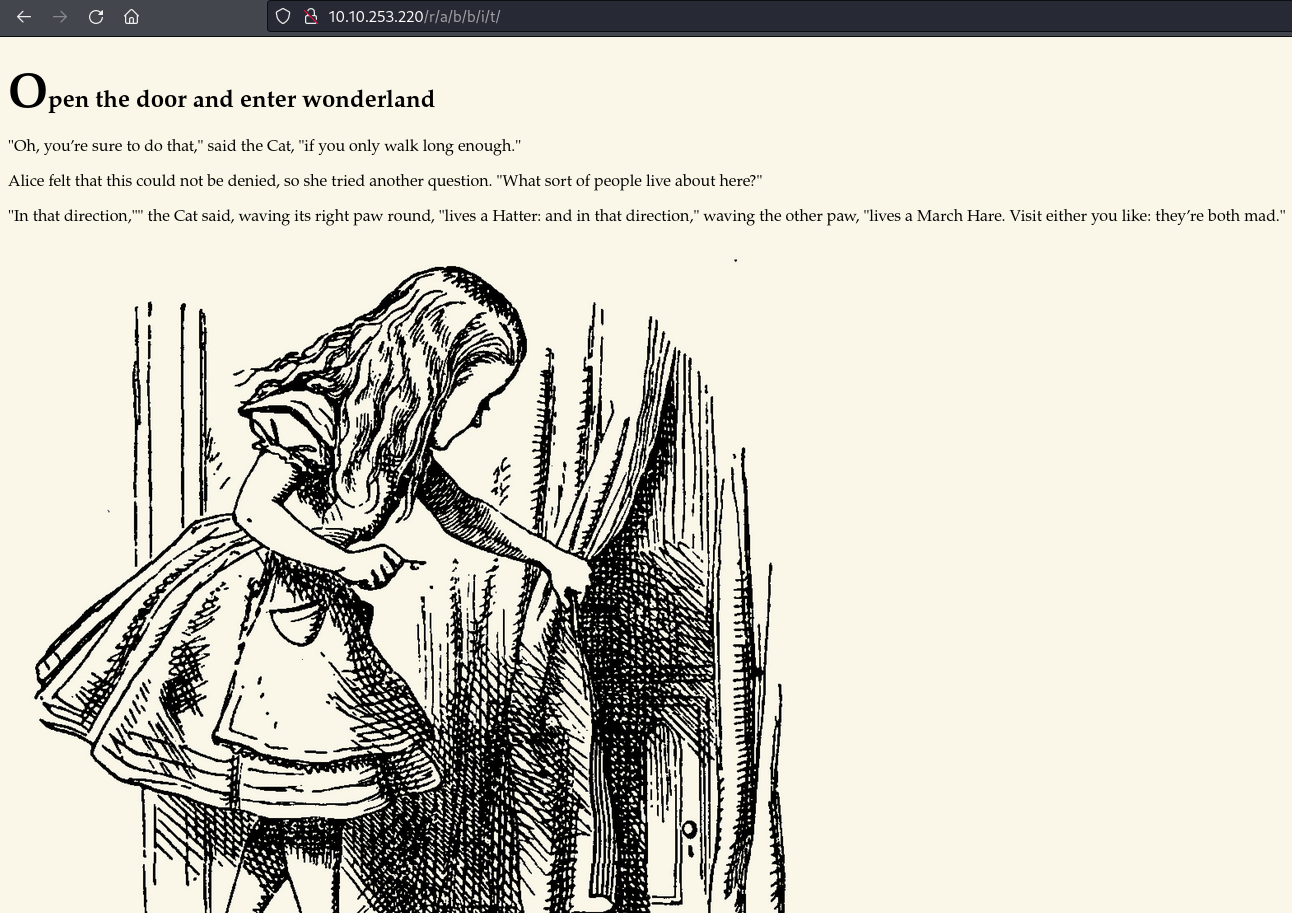 10.10.253.220/r/a/b/b/i/t/
Open the door and enter wonderland
"Oh, you’re sure to do that," said the Cat, "if you only walk long enough."
Alice felt that this could not be denied, so she tried another question. "What sort of people live about here?"
"In that direction,"" the Cat said, waving its right paw round, "lives a Hatter: and in that direction," waving the other paw, "lives a March Hare. Visit either you like: they’re both mad."